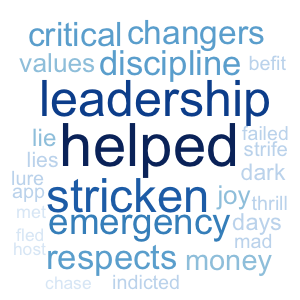 critical changers
values discipline befit
leadership
lie helped failed
lies strife
lure stricken joy dark
app thrill
met emergency days
fled mad
host respects money
chase indicted